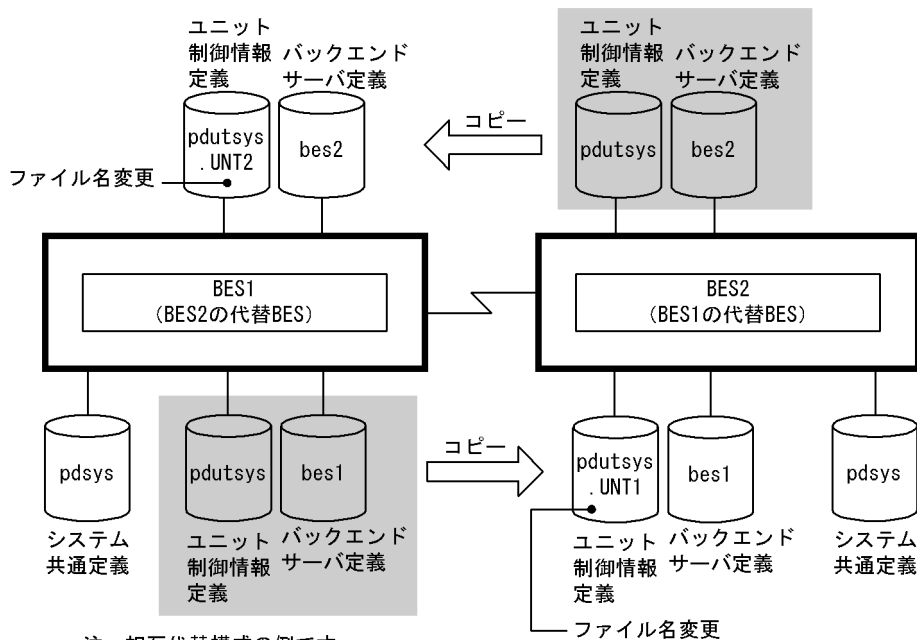 ユニット
制御情報
定義
バックエンド
サーバ定義
pdutsys
.UNT2
bes2
ファイル名変更
コピー
ユニット
制御情報
定義
バックエンド
サーバ定義
pdutsys
bes2
BES1
(BES2の代替BES)
BES2
(BES1の代替BES)
pdsys
システム
共通定義
pdutsys
bes1
ユニット
制御情報
定義
バックエンド
サーバ定義
コピー
pdutsys
.UNT1
bes1
ユニット
制御情報
定義
バックエンド
サーバ定義
pdsys
システム
共通定義
ファイル名変更